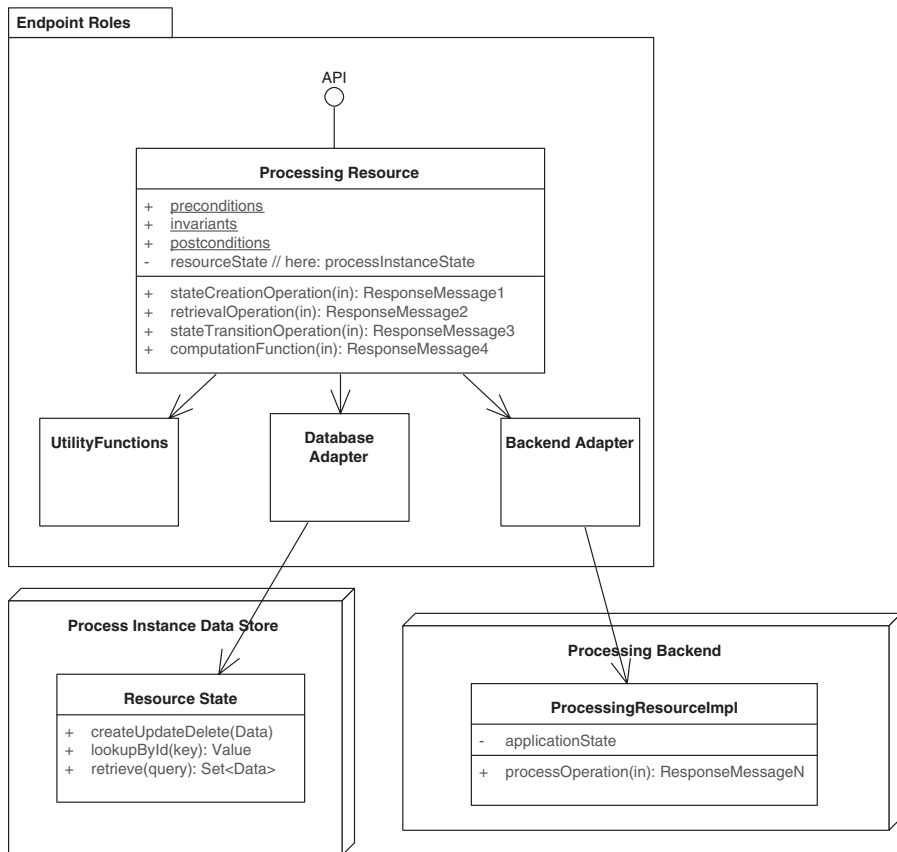 Endpoint Roles
API
Processing Resource
+ preconditions
+ invariants
+ postconditions
- resourceState // here: processInstanceState
+ stateCreationOperation(in): ResponseMessage1
+ retrievalOperation(in): ResponseMessage2
+ stateTransitionOperation(in): ResponseMessage3
+ computationFunction(in): ResponseMessage4
UtilityFunctions
Database
Adapter
Backend Adapter
Process Instance Data Store
Resource State
+ createUpdateDelete(Data)
+ lookupById(key): Value
+ retrieve(query): Set<Data>
Processing Backend
ProcessingResourceImpl
- applicationState
+ processOperation(in): ResponseMessageN